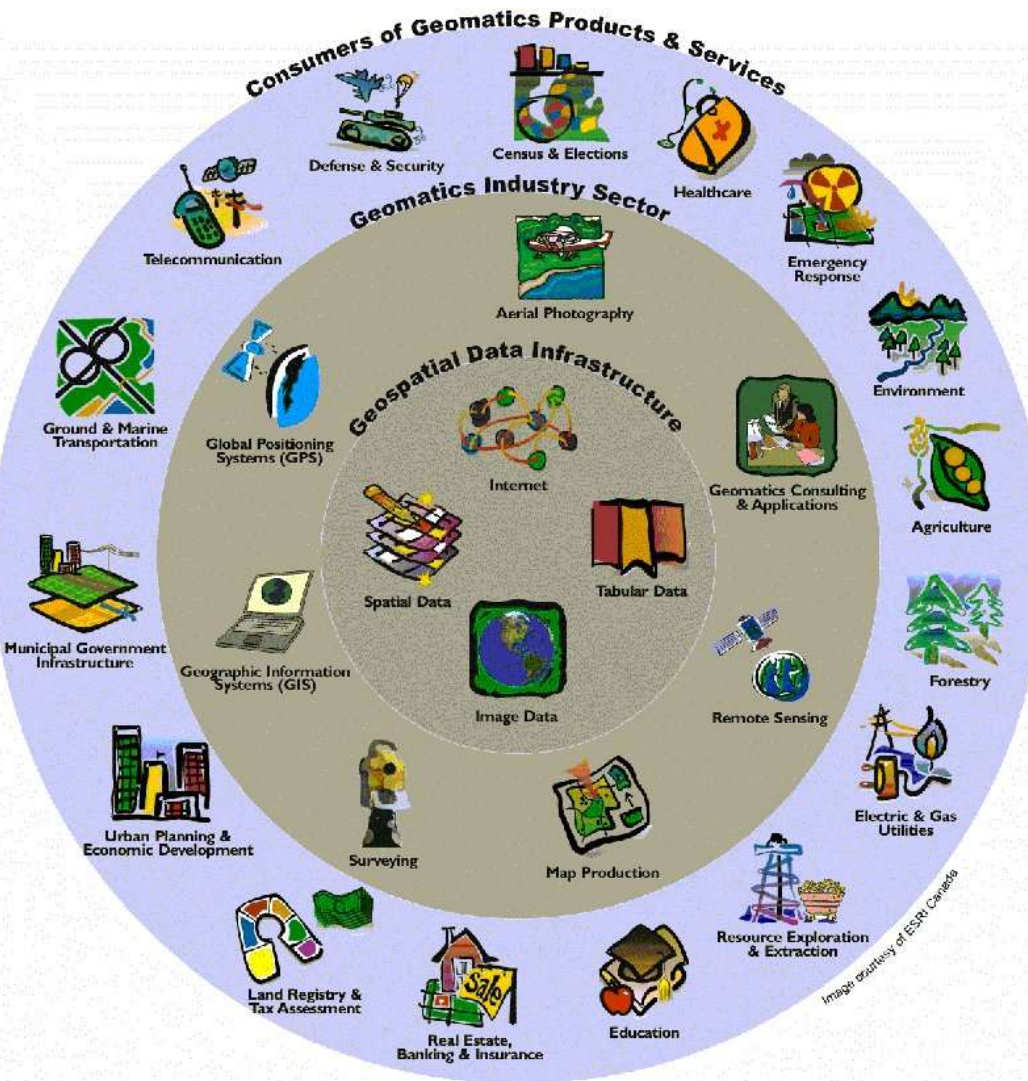 Consumers of Geomatics Products & Services
Defense & Security
Census & Elections
Healthcare
Telecommunication
Geomatics Industry Sector
Emergency
Response
Aerial Photography
Environment
Ground & Marine
Transportation
Global Positioning
Systems (GPS)
Geospatial Data Infrastructure
Internet
Geomatics Consulting
& Applications
Agriculture
Spatial Data
Tabular Data
Municipal Government
Infrastructure
Geographic Information
Systems (GIS)
Image Data
Remote Sensing
Forestry
Urban Planning &
Economic Development
Surveying
Map Production
Electric & Gas
Utilities
Resource Exploration
& Extraction
Image courtesy of ESRI Canada
Land Registry &
Tax Assessment
Sale
Real Estate,
Banking & Insurance
Education